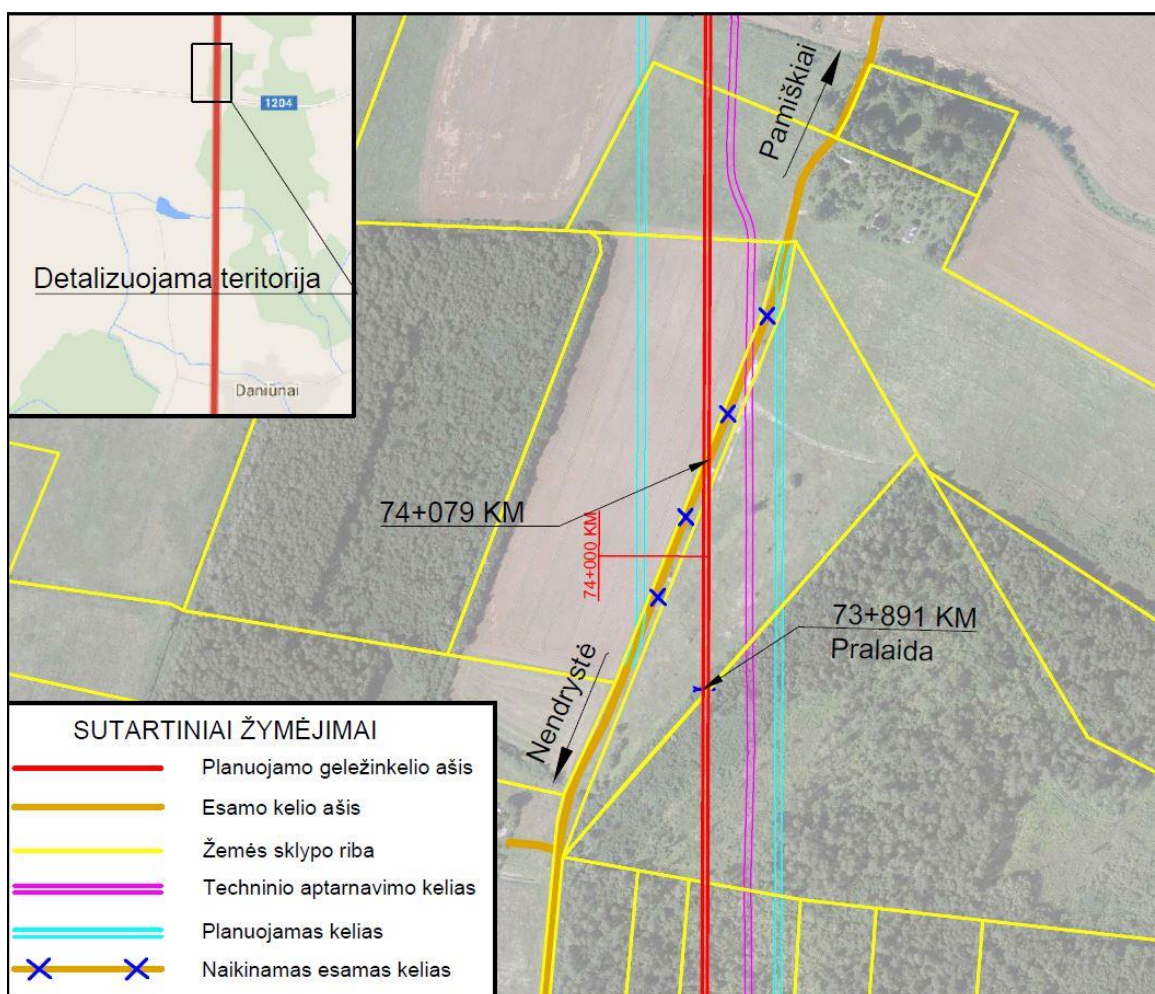 1204
Detalizuojama teritorija
Daniūnai
Pamiškiai
74+079 KM
74+000 KM
73+891 KM
Pralaida
Nendrystė
SUTARTINIAI ŽYMĖJIMAI
Planuojamo geležinkelio ašis
Esamo kelio ašis
Žemės sklypo riba
Techninio aptarnavimo kelias
Planuojamas kelias
Naikinamas esamas kelias